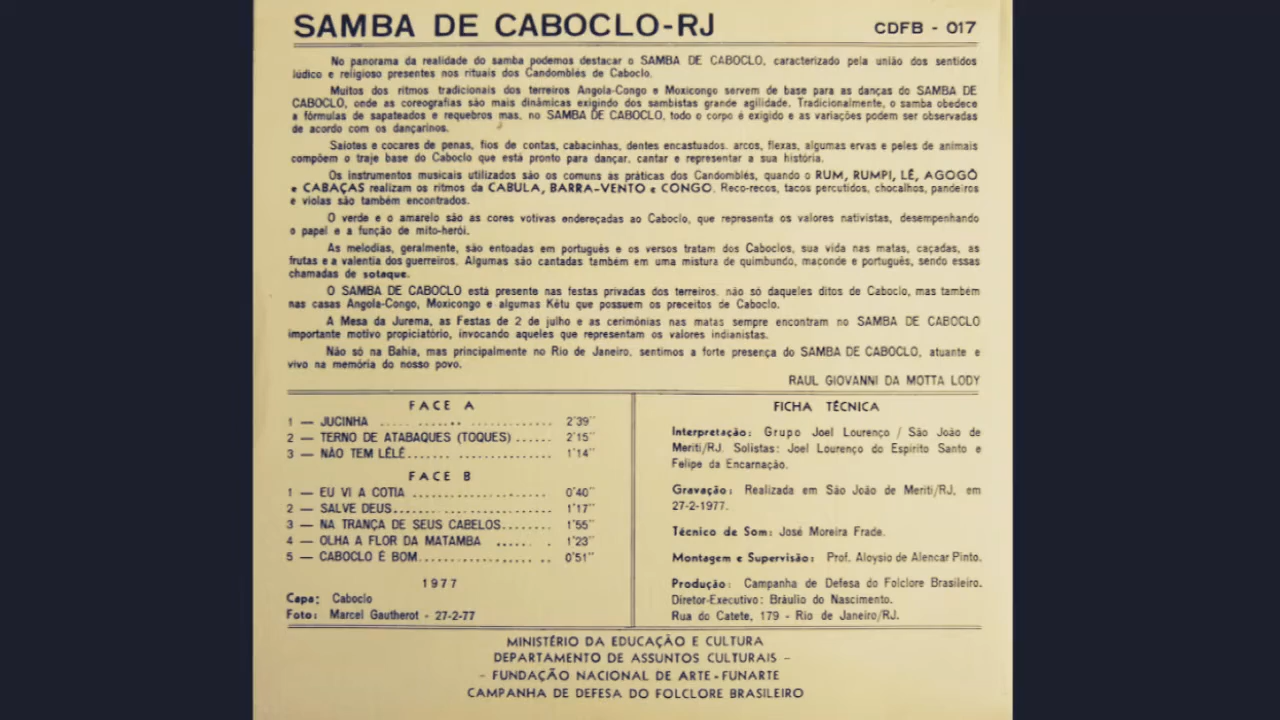 SAMBA DE CABOCLO-RJ
CDFB - 017
No panorama da realidade do samba podemos destacar o SAMBA DE CABOCLO, caracterizado pela união dos sentidos
lúdico e religioso presentes nos rituais dos Candomblés de Caboclo.
Muitos dos ritmos tradicionais dos terreiros Angola-Congo e Moxicongo servem de base para as danças do SAMBA DE
CABOCLO, onde as coreografias são mais dinâmicas exigindo dos sambistas grande agilidade. Tradicionalmente, o samba obedece
a fórmulas de sapateados e requebros mas, no SAMBA DE CABOCLO, todo o corpo é exigido e as variações podem ser observadas
de acordo com os dançarinos.
Saiotes e cocares de penas, fios de contas, cabacinhas, dentes encastuados, arcos, flexas, algumas ervas e peles de animais
compõem o traje base do Caboclo que está pronto para dançar, cantar e representar a sua história.
Os instrumentos musicais utilizados são os comuns às práticas dos Candomblés, quando o RUM, RUMPI, LÉ, AGOGÔ
e CABAÇAS realizam os ritmos da CABULA, BARRA-VENTO e CONGO. Reco-recos, tacos percutidos, chocalhos, pandeiros
e violas são também encontrados.
O verde e o amarelo são as cores votivas endereçadas ao Caboclo, que representa os valores nativistas, desempenhando
o papel e a função de mito-herói.
As melodias, geralmente, são entoadas em português e os versos tratam dos Caboclos, sua vida nas matas, caçadas, as
frutas e a valentia dos guerreiros. Algumas são cantadas também em uma mistura de quimbundo, maçonde e português, sendo essas
chamadas de sotaque.
O SAMBA DE CABOCLO está presente nas festas privadas dos terreiros, não só daqueles ditos de Caboclo, mas também
nas casas Angola-Congo, Moxicongo e algumas Kêtu que possuem os preceitos de Caboclo.
A Mesa da Jurema, as Festas de 2 de julho e as cerimônias nas matas sempre encontram no SAMBA DE CABOCLO
importante motivo propiciatório, invocando aqueles que representam os valores indianistas.
Não só na Bahia, mas principalmente no Rio de Janeiro, sentimos a forte presença do SAMBA DE CABOCLO, atuante e
vivo na memória do nosso povo.
RAUL GIOVANNI DA MOTTA LODY
FACE A
1 — JUCINHA ........................ 2'39''
2 — TERNO DE ATABAQUES (TOQUES) ...... 2'15''
3 — NÃO TEM LÊLÊ...................... 1'14''
FACE B
1 — EU VI A COTIA .................... 0'40''
2 — SALVE DEUS........................ 1'17''
3 — NA TRANÇA DE SEUS CABELOS........ 1'55''
4 — OLHA A FLOR DA MATAMBA ...... . 1'23''
5 — CABOCLO É BOM.................... 0'51''
1977
Capa: Caboclo
Foto: Marcel Gautherot - 27-2-77
FICHA TÉCNICA
Interpretação: Grupo Joel Lourenço / São João de
Meriti/RJ. Solistas: Joel Lourenço do Espírito Santo e
Felipe da Encarnação.
Gravação: Realizada em São João de Meriti/RJ, em
27-2-1977.
Técnico de Som: José Moreira Frade.
Montagem e Supervisão: Prof. Aloysio de Alencar Pinto.
Produção: Campanha de Defesa do Folclore Brasileiro.
Diretor-Executivo: Bráulio do Nascimento.
Rua do Catete, 179 - Rio de Janeiro/RJ.
MINISTÉRIO DA EDUCAÇÃO E CULTURA
DEPARTAMENTO DE ASSUNTOS CULTURAIS -
- FUNDAÇÃO NACIONAL DE ARTE - FUNARTE
CAMPANHA DE DEFESA DO FOLCLORE BRASILEIRO